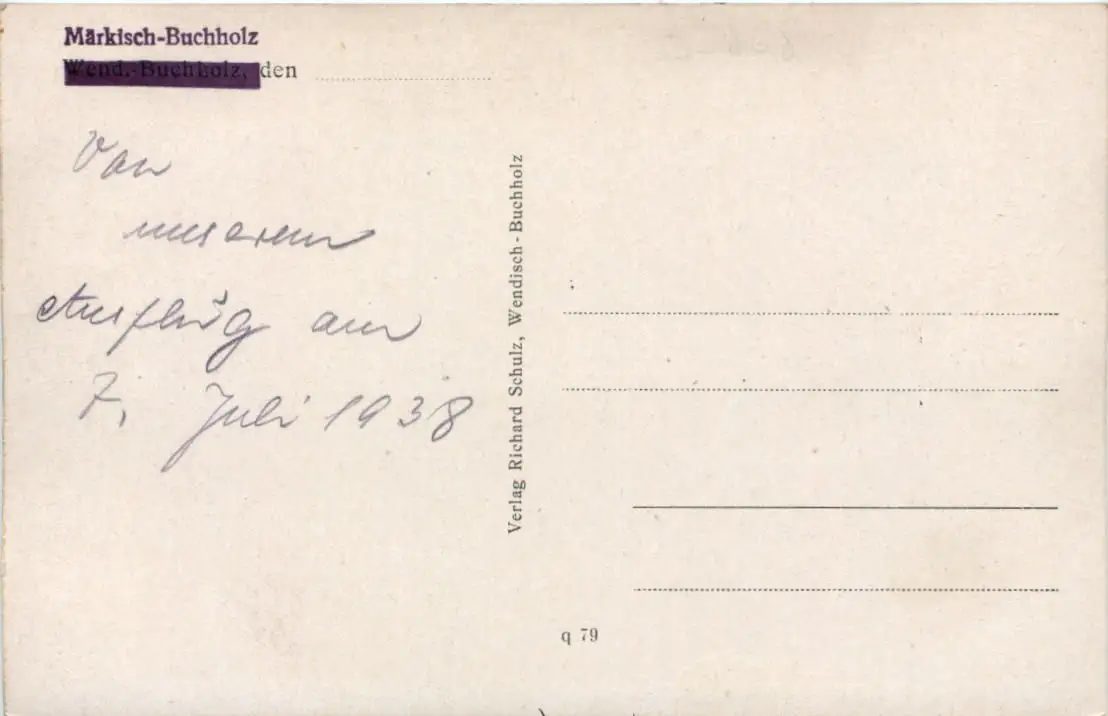 Märkisch-Buchholz
Wend.-Buchholz, den
Von
unserem
Ausflug am
7. Juli 1938
Verlag Richard Schulz, Wendisch-Buchholz
q 79